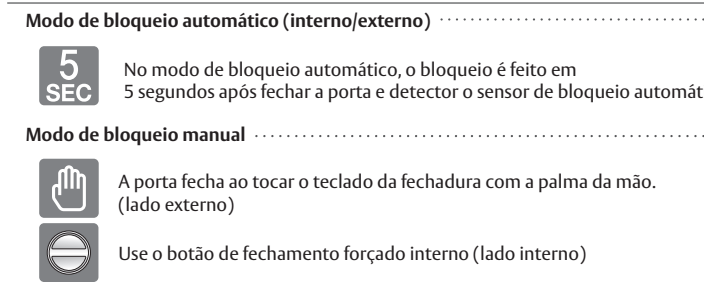 Modo de bloqueio automático (interno/externo)
5
SEC
No modo de bloqueio automático, o bloqueio é feito em
5 segundos após fechar a porta e detector o sensor de bloqueio
Modo de bloqueio manual
A porta fecha ao tocar o teclado da fechadura com a palma da mão.
(lado externo)
Use o botão de fechamento forçado interno (lado interno)